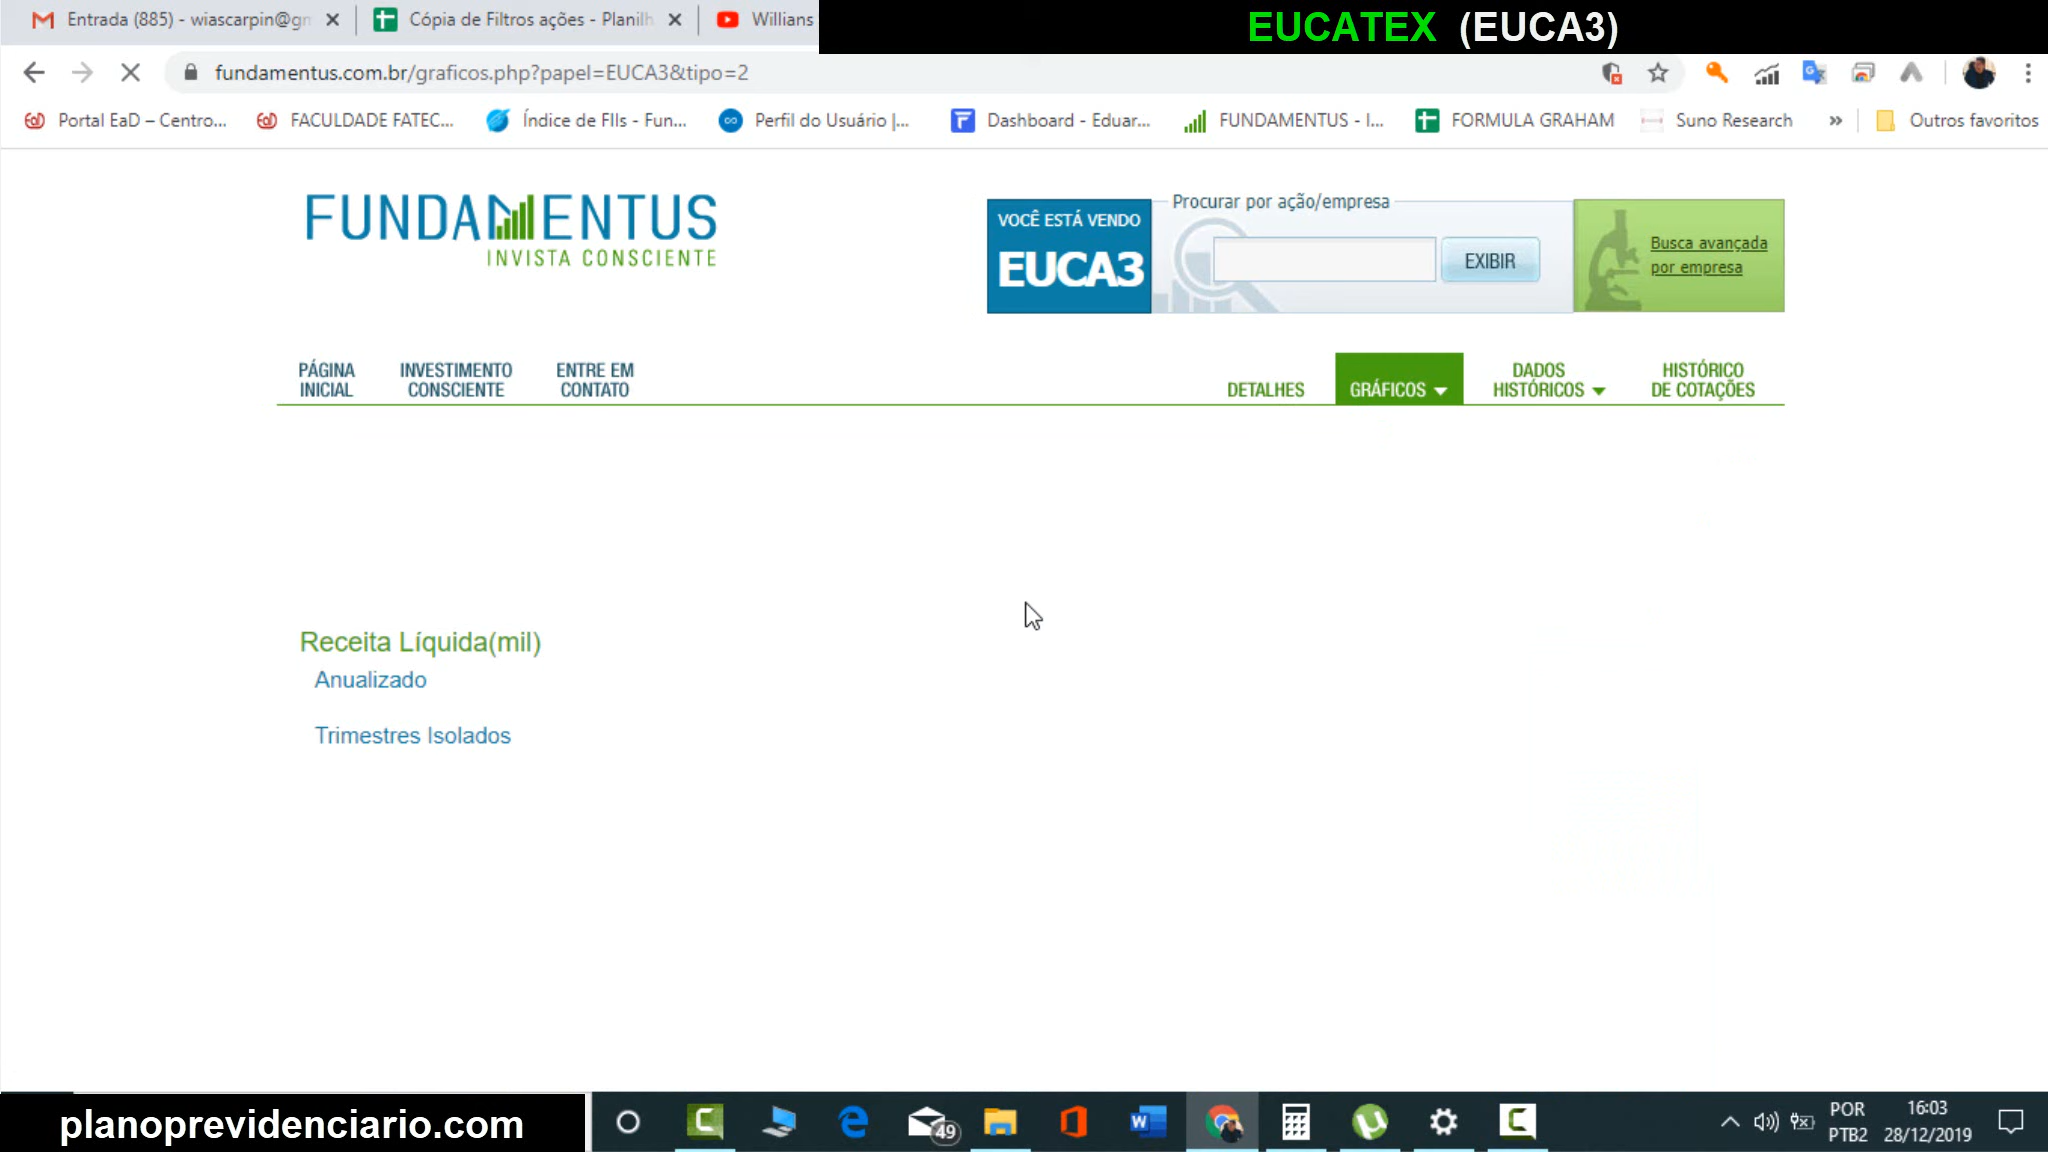 Entrada (885) - wiascarpin@gm
Cópia de Filtros ações - Planilh
Willians
EUCATEX (EUCA3)
fundamentus.com.br/graficos.php?papel=EUCA3&tipo=2
Portal EaD – Centro...
FACULDADE FATEC...
Índice de FIIs - Fun...
Perfil do Usuário |...
Dashboard - Eduar...
FUNDAMENTUS - I...
FORMULA GRAHAM
Suno Research
»
Outros favoritos
FUNDAMENTUS
INVISTA CONSCIENTE
VOCÊ ESTÁ VENDO
EUCA3
Procurar por ação/empresa
EXIBIR
Busca avançada
por empresa
PÁGINA
INICIAL
INVESTIMENTO
CONSCIENTE
ENTRE EM
CONTATO
DETALHES
GRÁFICOS
DADOS
HISTÓRICOS
HISTÓRICO
DE COTAÇÕES
Receita Líquida(mil)
Anualizado
Trimestres Isolados
planoprevidenciario.com
49
POR
PTB2
16:03
28/12/2019